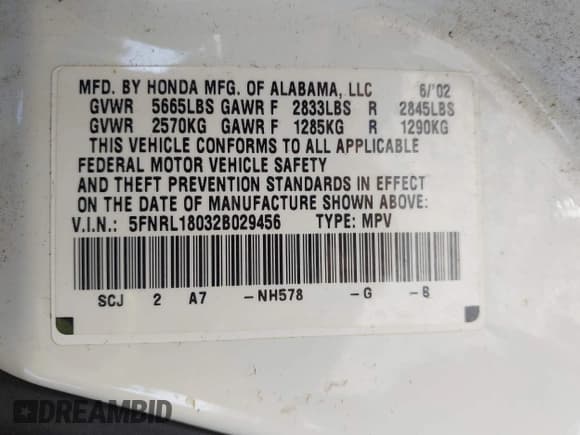 MFD. BY HONDA MFG. OF ALABAMA, LLC 6/'02
GVWR 5665LBS GAWR F 2833LBS R 2845LBS
GVWR 2570KG GAWR F 1285KG R 1290KG
THIS VEHICLE CONFORMS TO ALL APPLICABLE
FEDERAL MOTOR VEHICLE SAFETY
AND THEFT PREVENTION STANDARDS IN EFFECT
ON THE DATE OF MANUFACTURE SHOWN ABOVE:
V.I.N.: 5FNRL18032B029456 TYPE: MPV
SCJ 2 A7 -NH578 -G -B
DREAMBID